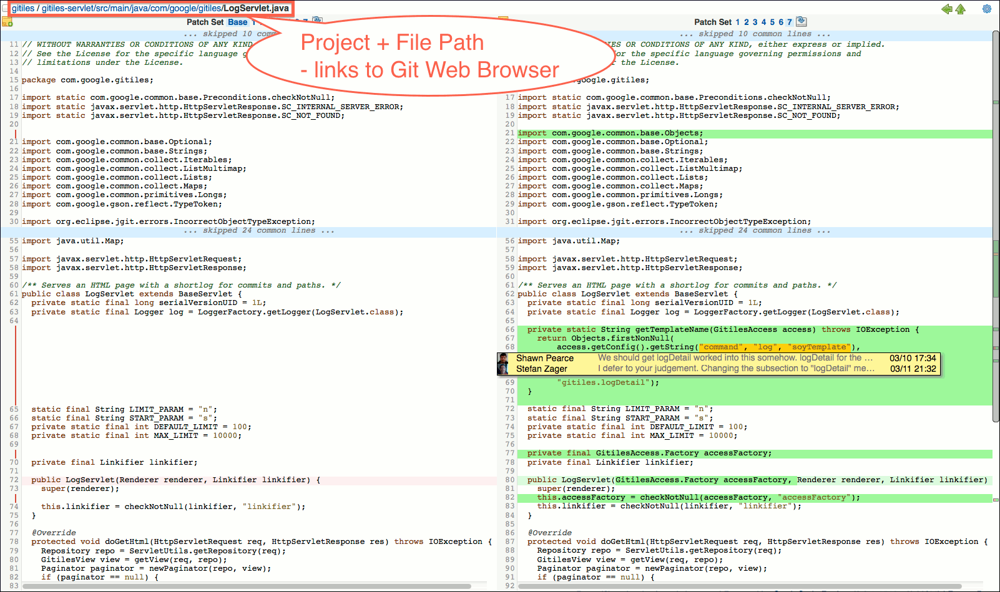 gitiles / gitiles-servlet/src/main/java/com/google/gitiles/LogServlet.java
Patch Set Base 1
Project + File Path
- links to Git Web Browser
... skipped 10 com
11 // WITHOUT WARRANTIES OR CONDITIONS OF ANY KIND
12 // See the License for the specific language g
13 // limitations under the License.
14
15 package com.google.gitiles;
16
17 import static com.google.common.base.Preconditions.checkNotNull;
18 import static javax.servlet.http.HttpServletResponse.SC_INTERNAL_SERVER_ERROR;
19 import static javax.servlet.http.HttpServletResponse.SC_NOT_FOUND;
20
21 import com.google.common.base.Optional;
22 import com.google.common.base.Strings;
23 import com.google.common.collect.Iterables;
24 import com.google.common.collect.ListMultimap;
25 import com.google.common.collect.Lists;
26 import com.google.common.collect.Maps;
27 import com.google.common.primitives.Longs;
28 import com.google.gson.reflect.TypeToken;
29
30 import org.eclipse.jgit.errors.IncorrectObjectTypeException;
... skipped 24 common lines ...
55 import java.util.Map;
56
57 import javax.servlet.http.HttpServletRequest;
58 import javax.servlet.http.HttpServletResponse;
59
60 /** Serves an HTML page with a shortlog for commits and paths. */
61 public class LogServlet extends BaseServlet {
62 private static final long serialVersionUID = 1L;
63 private static final Logger log = LoggerFactory.getLogger(LogServlet.class);
64
65 static final String LIMIT_PARAM = "n";
66 static final String START_PARAM = "s";
67 private static final int DEFAULT_LIMIT = 100;
68 private static final int MAX_LIMIT = 10000;
69
70 private final Linkifier linkifier;
71
72 public LogServlet(Renderer renderer, Linkifier linkifier) {
73 super(renderer);
74 this.linkifier = checkNotNull(linkifier, "linkifier");
75 }
76
77 @Override
78 protected void doGetHtml(HttpServletRequest req, HttpServletResponse res) throws IOException {
79 Repository repo = ServletUtils.getRepository(req);
80 GitilesView view = getView(req, repo);
81 Paginator paginator = newPaginator(repo, view);
82 if (paginator == null) {
83
Patch Set 1 2 3 4 5 6 7
... skipped 10 common lines ...
IES OR CONDITIONS OF ANY KIND, either express or implied.
for the specific language governing permissions and
r the License.
.gitiles;
17 import static com.google.common.base.Preconditions.checkNotNull;
18 import static javax.servlet.http.HttpServletResponse.SC_INTERNAL_SERVER_ERROR;
19 import static javax.servlet.http.HttpServletResponse.SC_NOT_FOUND;
20
21 import com.google.common.base.Objects;
22 import com.google.common.base.Optional;
23 import com.google.common.base.Strings;
24 import com.google.common.collect.Iterables;
25 import com.google.common.collect.ListMultimap;
26 import com.google.common.collect.Lists;
27 import com.google.common.collect.Maps;
28 import com.google.common.primitives.Longs;
29 import com.google.gson.reflect.TypeToken;
30
31 import org.eclipse.jgit.errors.IncorrectObjectTypeException;
... skipped 24 common lines ...
56 import java.util.Map;
57
58 import javax.servlet.http.HttpServletRequest;
59 import javax.servlet.http.HttpServletResponse;
60
61 /** Serves an HTML page with a shortlog for commits and paths. */
62 public class LogServlet extends BaseServlet {
63 private static final long serialVersionUID = 1L;
64 private static final Logger log = LoggerFactory.getLogger(LogServlet.class);
65
66 private static String getTemplateName(GitilesAccess access) throws IOException {
67 return Objects.firstNonNull(
68 access.getConfig().getString("command", "log", "soyTemplate"),
Shawn Pearce We should get logDetail worked into this somehow. logDetail for the ... 03/10 17:34
Stefan Zager I defer to your judgement. Changing the subsection to "logDetail" me... 03/11 21:32
69 "gitiles.logDetail");
70 }
71
72 static final String LIMIT_PARAM = "n";
73 static final String START_PARAM = "s";
74 private static final int DEFAULT_LIMIT = 100;
75 private static final int MAX_LIMIT = 10000;
76
77 private final GitilesAccess.Factory accessFactory;
78 private final Linkifier linkifier;
79
80 public LogServlet(GitilesAccess.Factory accessFactory, Renderer renderer, Linkifier linkifier)
81 super(renderer);
82 this.accessFactory = checkNotNull(accessFactory, "accessFactory");
83 this.linkifier = checkNotNull(linkifier, "linkifier");
84 }
85
86 @Override
87 protected void doGetHtml(HttpServletRequest req, HttpServletResponse res) throws IOException {
88 Repository repo = ServletUtils.getRepository(req);
89 GitilesView view = getView(req, repo);
90 Paginator paginator = newPaginator(repo, view);
91 if (paginator == null) {
92